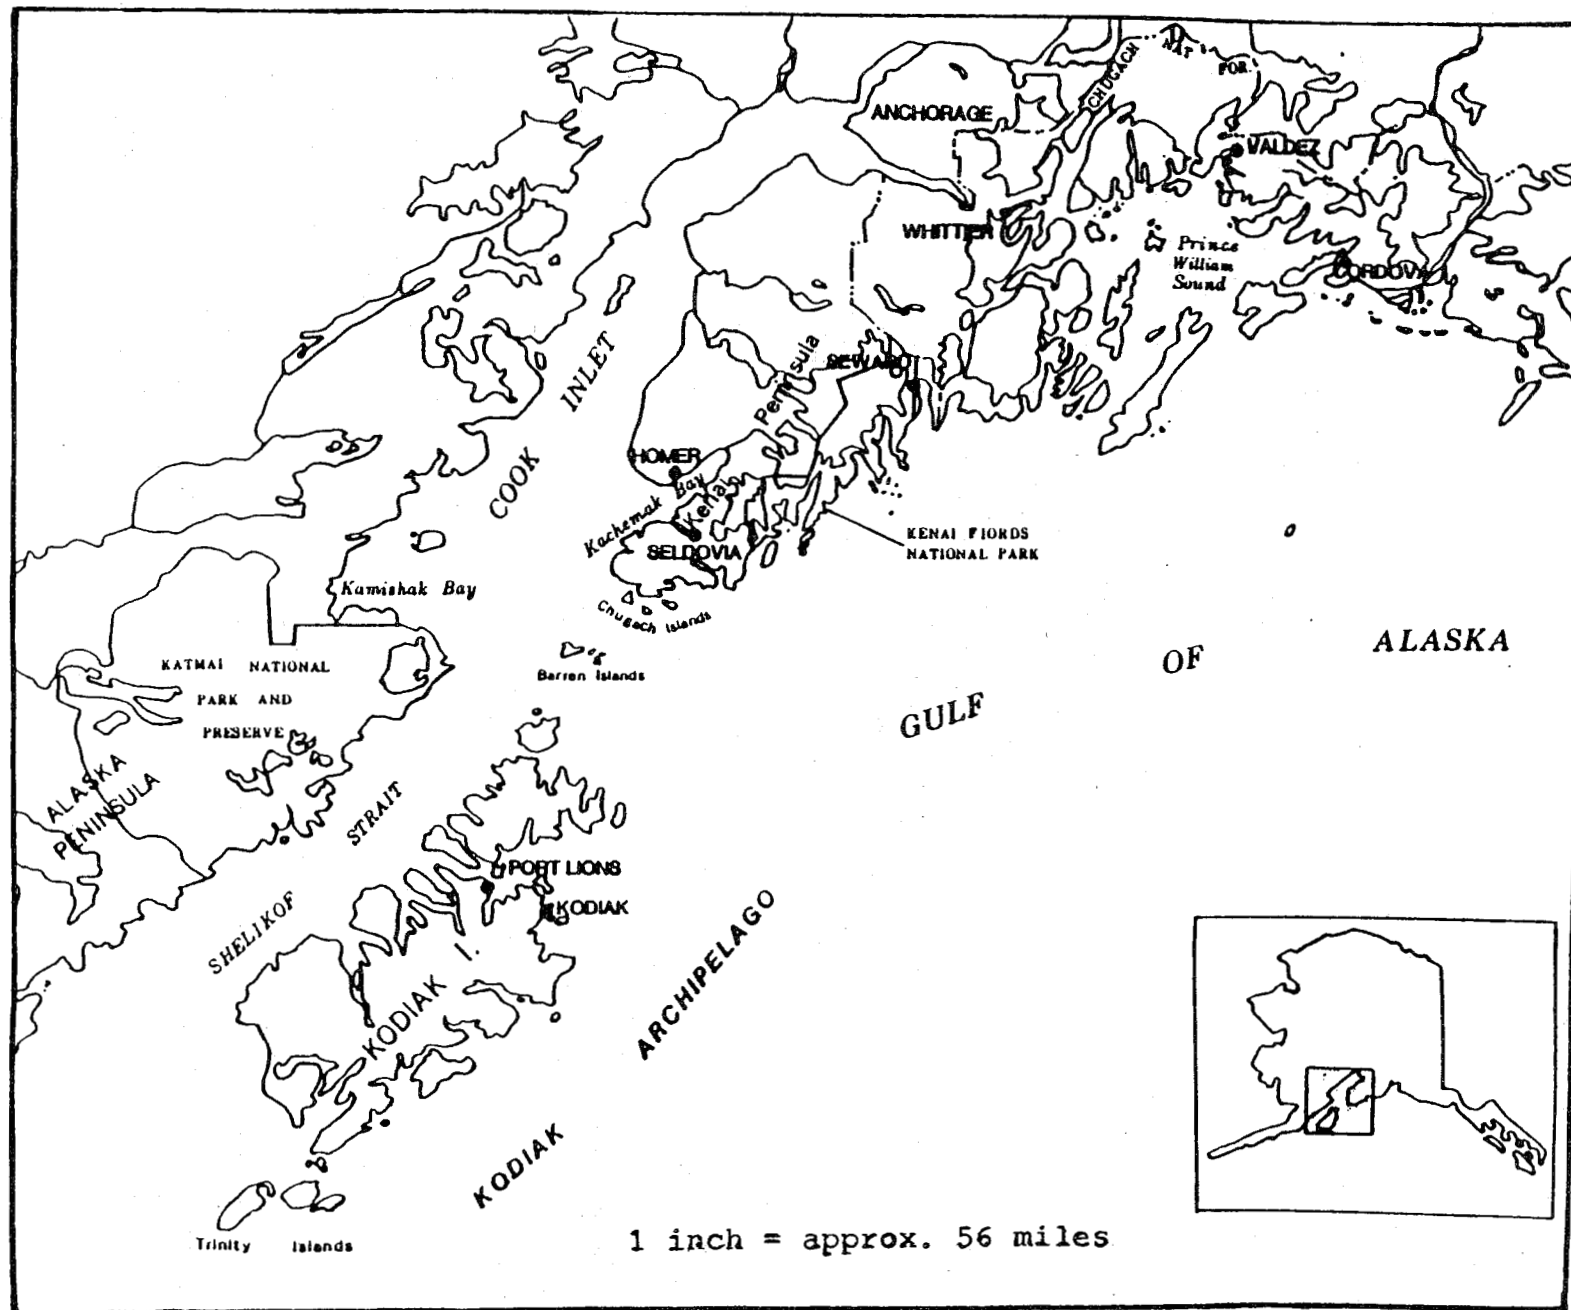 CHUGACH
NAT
FOR
ANCHORAGE
VALDEZ
WHITTIER
Prince
William
Sound
CORDOVA
COOK INLET
SEWARD
Kenai Peninsula
HOMER
Kachemak Bay
SELDOVIA
KENAI FIORDS
NATIONAL PARK
Chugach Islands
Kamishak Bay
Barren Islands
KATMAI NATIONAL
PARK AND
PRESERVE
GULF OF ALASKA
ALASKA
PENINSULA
SHELIKOF STRAIT
PORT LIONS
KODIAK
KODIAK I.
KODIAK ARCHIPELAGO
Trinity Islands
1 inch = approx. 56 miles